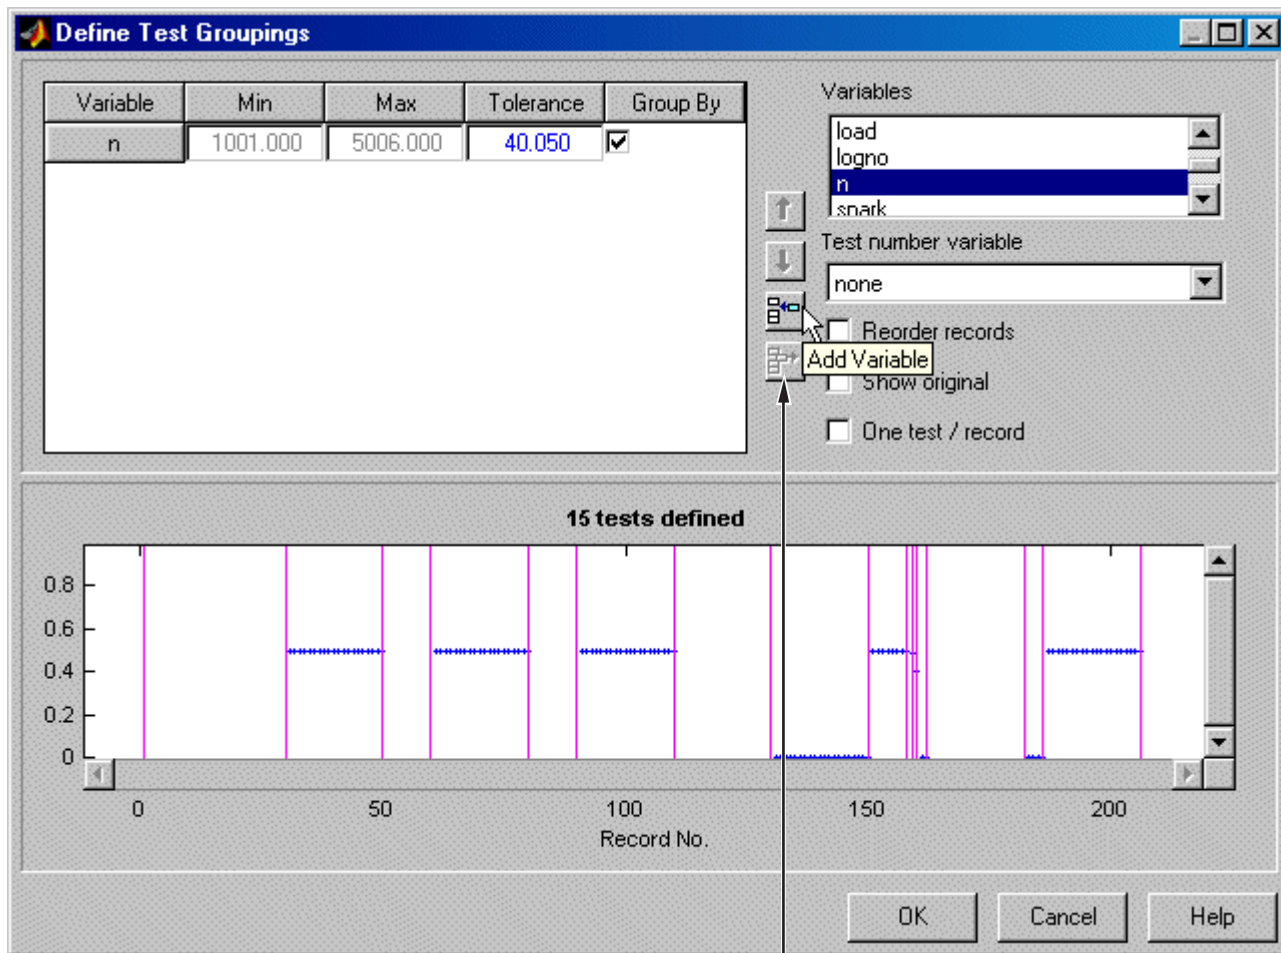 Define Test Groupings
Variable Min Max Tolerance Group By
n 1001.000 5006.000 40.050
Variables
load
logno
n
spark
Test number variable
none
Reorder records
Add Variable
Show original
One test / record
15 tests defined
0.8
0.6
0.4
0.2
0
0 50 100 150 200
Record No.
OK Cancel Help